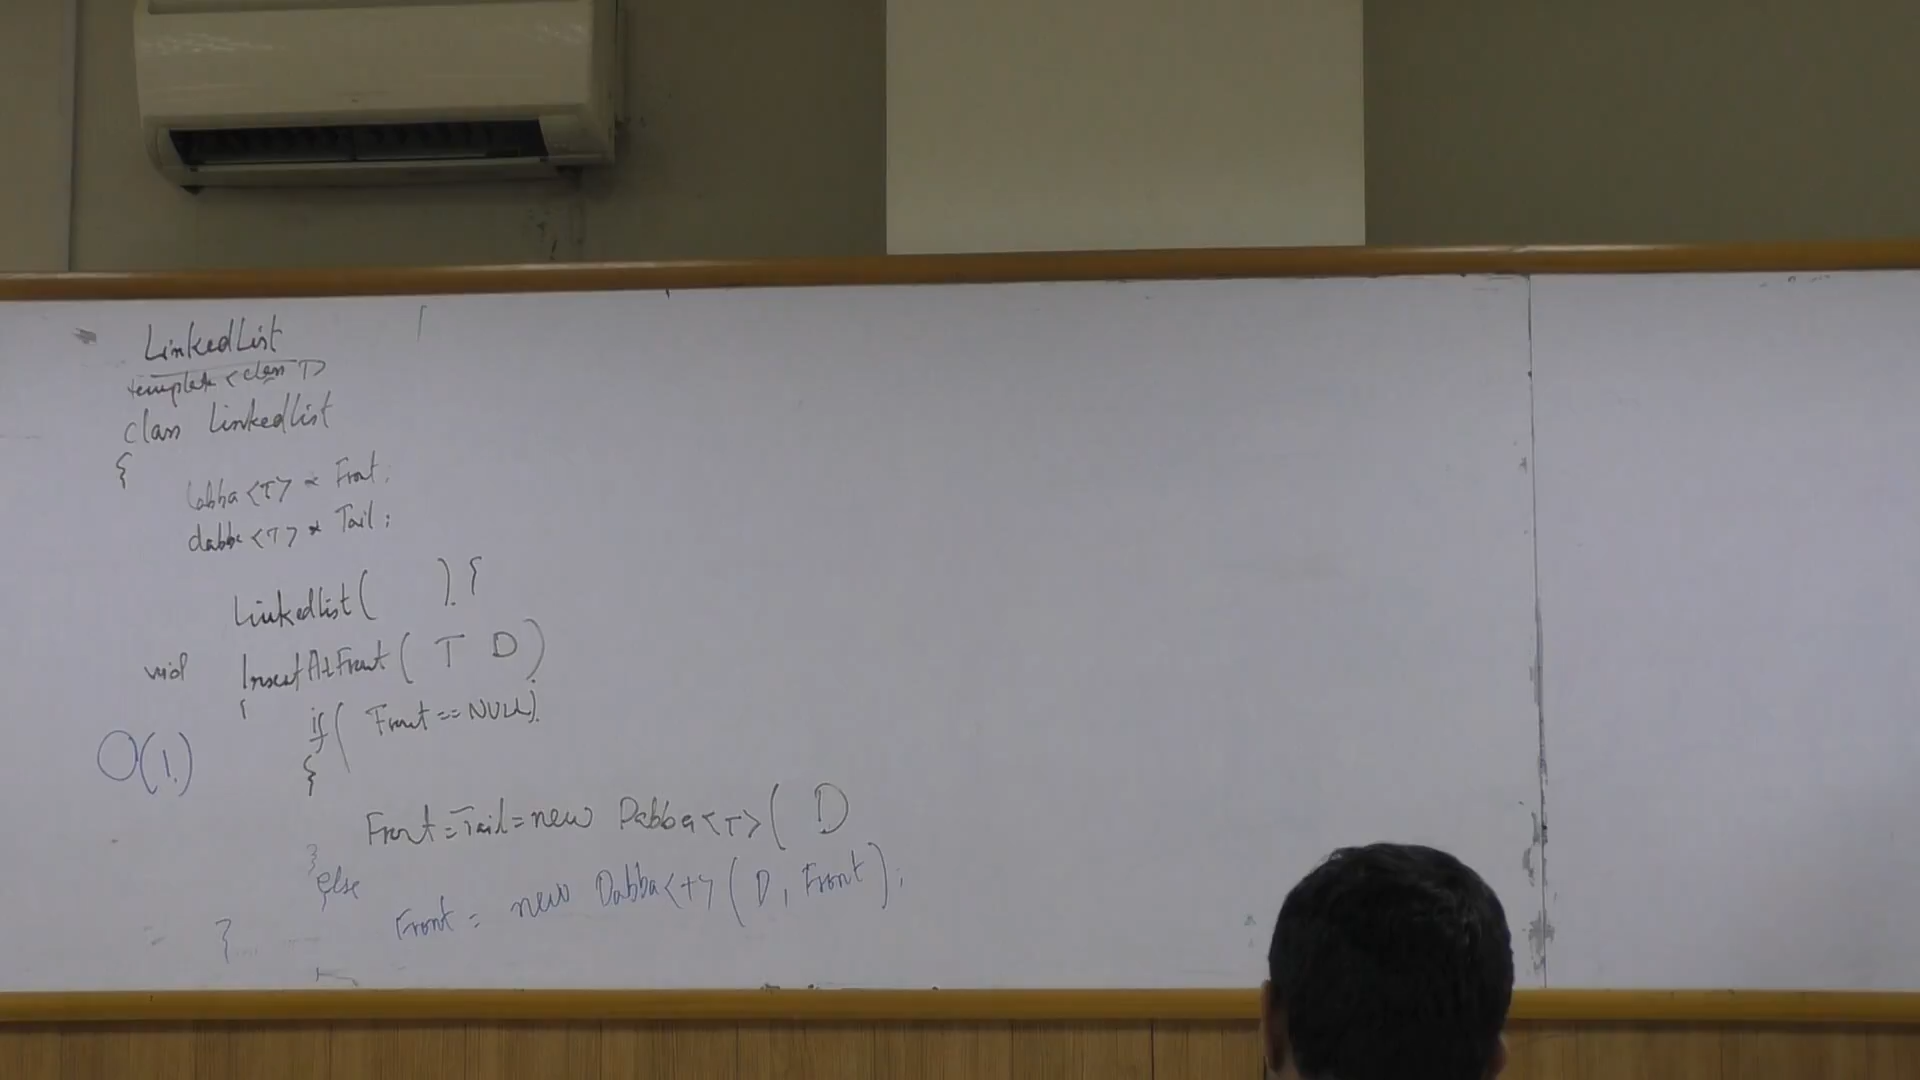 LinkedList
template <class T>
class LinkedList
{
dabba <T> * Front;
dabba <T> * Tail;
LinkedList( ) {
void InsertAtFront ( T D )
{
if ( Front == NULL)
{
O(1)
Front = Tail = new Dabba <T> ( D
}
else
Front = new Dabba <T> ( D, Front );
}